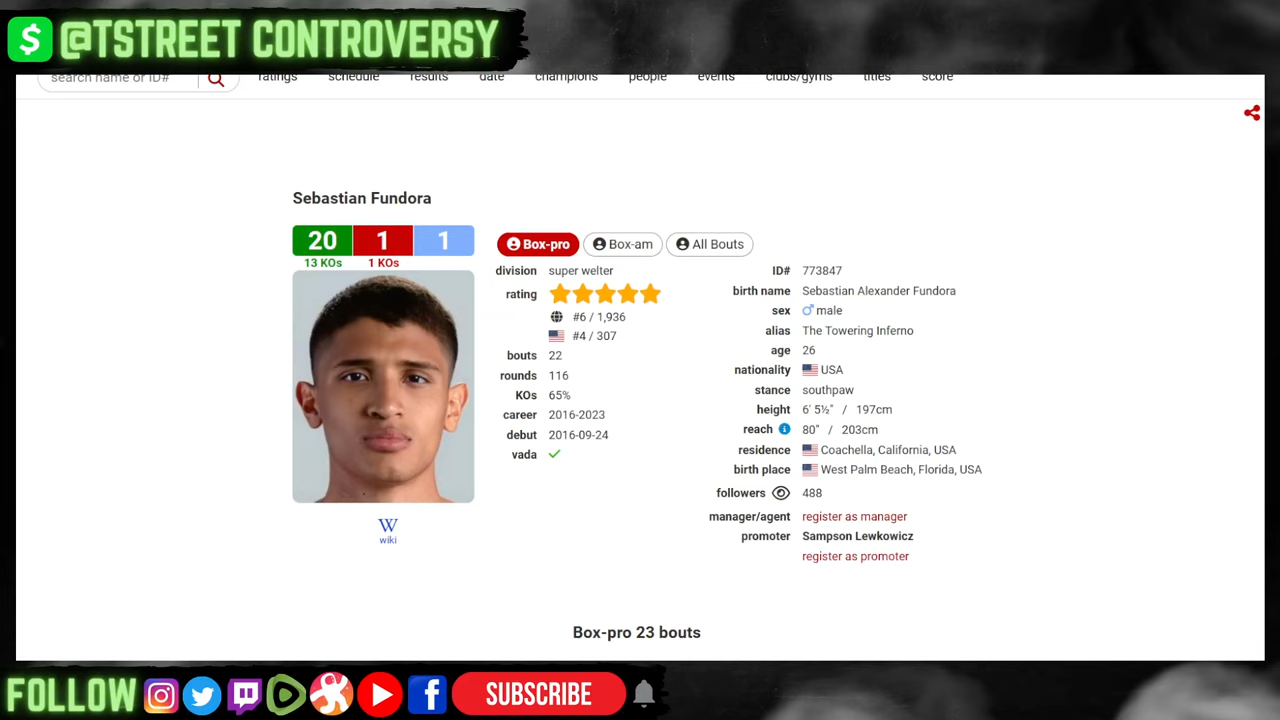 $ @TSTREET CONTROVERSY
search name or ID#
ratings schedule results date champions people events clubs/gyms titles score
Sebastian Fundora
20 1 1
13 KOs 1 KOs
Box-pro Box-am All Bouts
division super welter
rating
#6 / 1,936
#4 / 307
bouts 22
rounds 116
KOs 65%
career 2016-2023
debut 2016-09-24
vada
ID# 773847
birth name Sebastian Alexander Fundora
sex male
alias The Towering Inferno
age 26
nationality USA
stance southpaw
height 6' 5½" / 197cm
reach 80" / 203cm
residence Coachella, California, USA
birth place West Palm Beach, Florida, USA
followers 488
manager/agent register as manager
promoter Sampson Lewkowicz
register as promoter
W
wiki
Box-pro 23 bouts
FOLLOW SUBSCRIBE